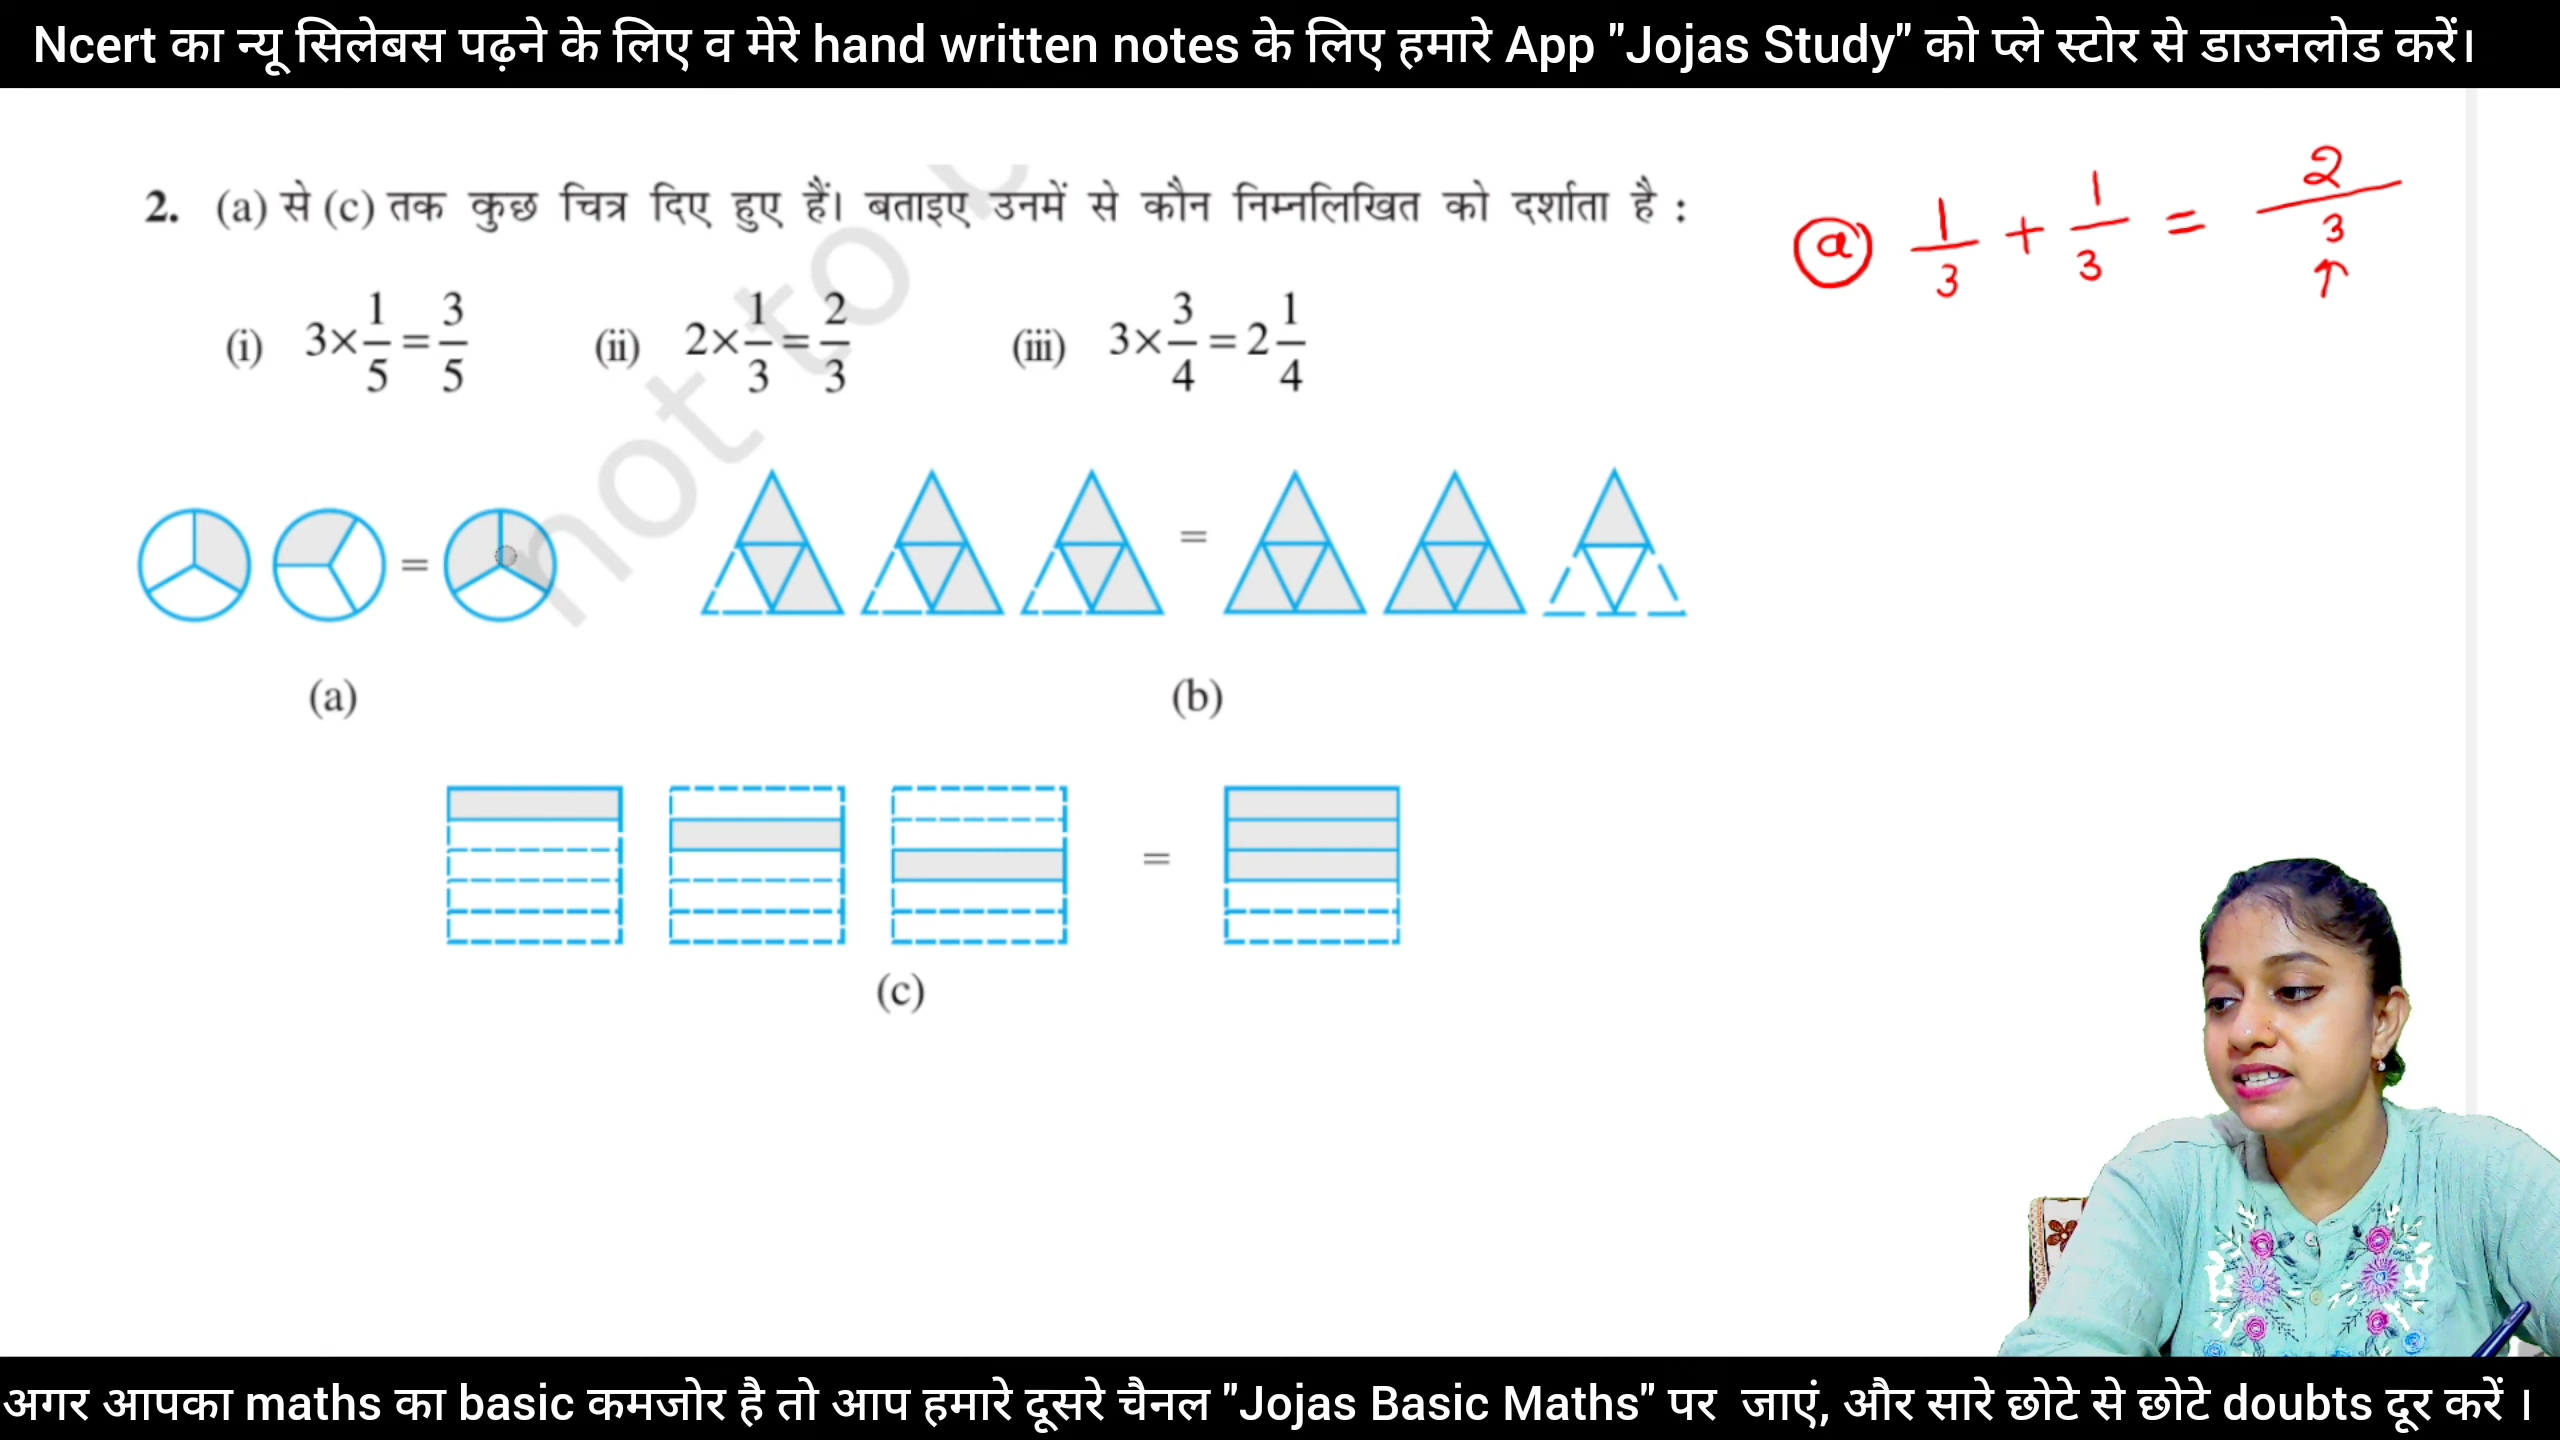 Ncert का न्यू सिलेबस पढ़ने के लिए व मेरे hand written notes के लिए हमारे App "Jojas Study" को प्ले स्टोर से डाउनलोड करें।
2. (a) से (c) तक कुछ चित्र दिए हुए हैं। बताइए उनमें से कौन निम्नलिखित को दर्शाता है :
(i) 3×1/5=3/5 (ii) 2×1/3=2/3 (iii) 3×3/4=2 1/4
ⓐ 1/3 + 1/3 = 2/3 ↑
not to
= =
(a) (b)
=
(c)
अगर आपका maths का basic कमजोर है तो आप हमारे दूसरे चैनल "Jojas Basic Maths" पर जाएं, और सारे छोटे से छोटे doubts दूर करें ।